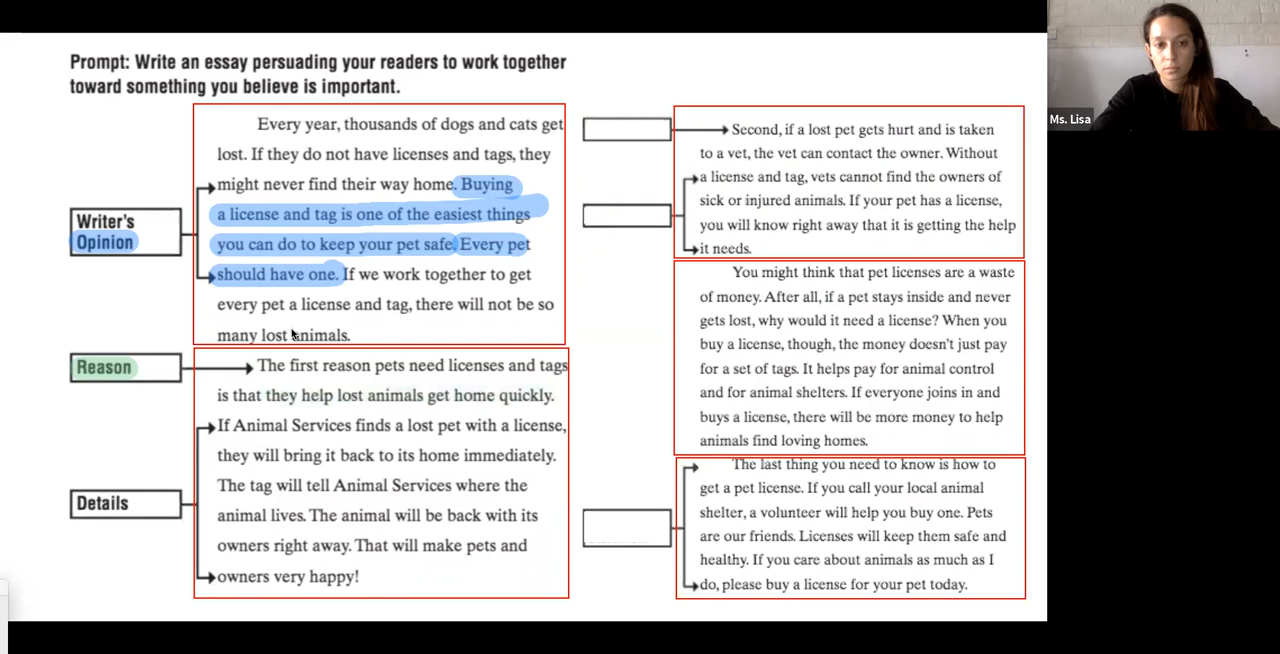 Prompt: Write an essay persuading your readers to work together
toward something you believe is important.
Every year, thousands of dogs and cats get
lost. If they do not have licenses and tags, they
might never find their way home. Buying
a license and tag is one of the easiest things
you can do to keep your pet safe. Every pet
should have one. If we work together to get
every pet a license and tag, there will not be so
many lost animals.
Writer's
Opinion
Reason
The first reason pets need licenses and tags
is that they help lost animals get home quickly.
If Animal Services finds a lost pet with a license,
they will bring it back to its home immediately.
The tag will tell Animal Services where the
animal lives. The animal will be back with its
owners right away. That will make pets and
owners very happy!
Details
Second, if a lost pet gets hurt and is taken
to a vet, the vet can contact the owner. Without
a license and tag, vets cannot find the owners of
sick or injured animals. If your pet has a license,
you will know right away that it is getting the help
it needs.
You might think that pet licenses are a waste
of money. After all, if a pet stays inside and never
gets lost, why would it need a license? When you
buy a license, though, the money doesn't just pay
for a set of tags. It helps pay for animal control
and for animal shelters. If everyone joins in and
buys a license, there will be more money to help
animals find loving homes.
The last thing you need to know is how to
get a pet license. If you call your local animal
shelter, a volunteer will help you buy one. Pets
are our friends. Licenses will keep them safe and
healthy. If you care about animals as much as I
do, please buy a license for your pet today.
Ms. Lisa